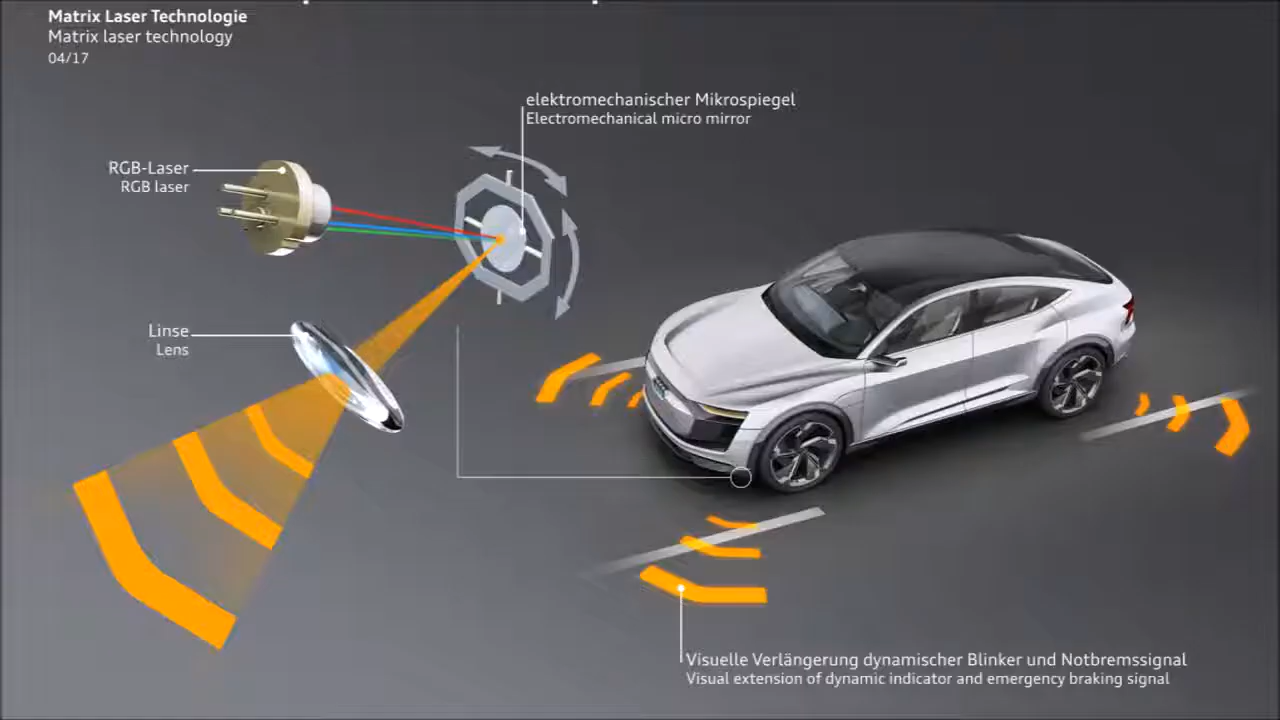 Matrix Laser Technologie
Matrix laser technology
04/17
elektromechanischer Mikrospiegel
Electromechanical micro mirror
RGB-Laser
RGB laser
Linse
Lens
Visuelle Verlängerung dynamischer Blinker und Notbremssignal
Visual extension of dynamic indicator and emergency braking signal